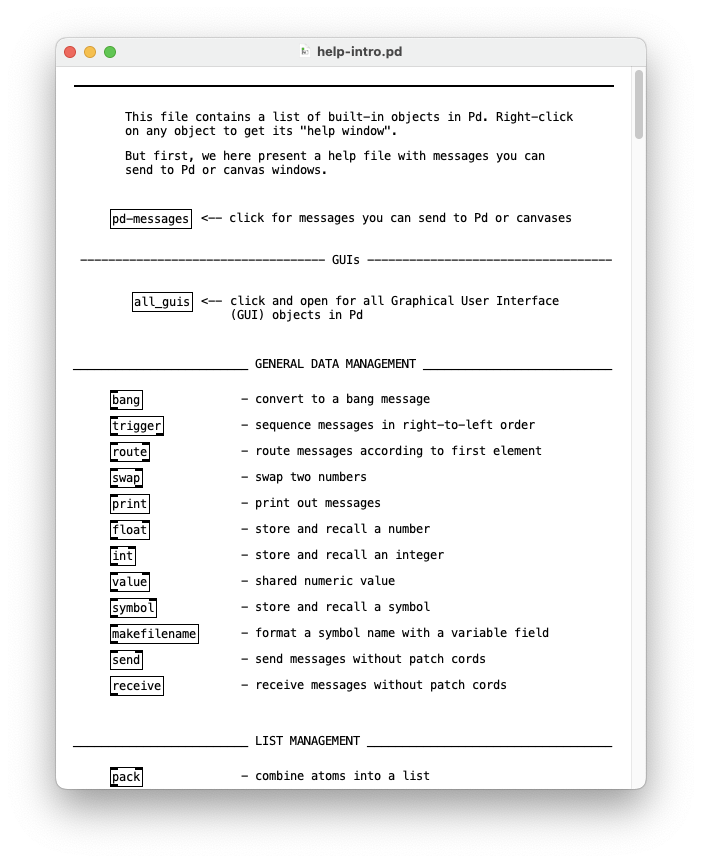 help-intro.pd
This file contains a list of built-in objects in Pd. Right-click
on any object to get its "help window".
But first, we here present a help file with messages you can
send to Pd or canvas windows.
pd-messages <-- click for messages you can send to Pd or canvases
----------------------------------- GUIs -----------------------------------
all_guis <-- click and open for all Graphical User Interface
(GUI) objects in Pd
_________________________ GENERAL DATA MANAGEMENT ___________________________
bang - convert to a bang message
trigger - sequence messages in right-to-left order
route - route messages according to first element
swap - swap two numbers
print - print out messages
float - store and recall a number
int - store and recall an integer
value - shared numeric value
symbol - store and recall a symbol
makefilename - format a symbol name with a variable field
send - send messages without patch cords
receive - receive messages without patch cords
_________________________ LIST MANAGEMENT ___________________________________
pack - combine atoms into a list